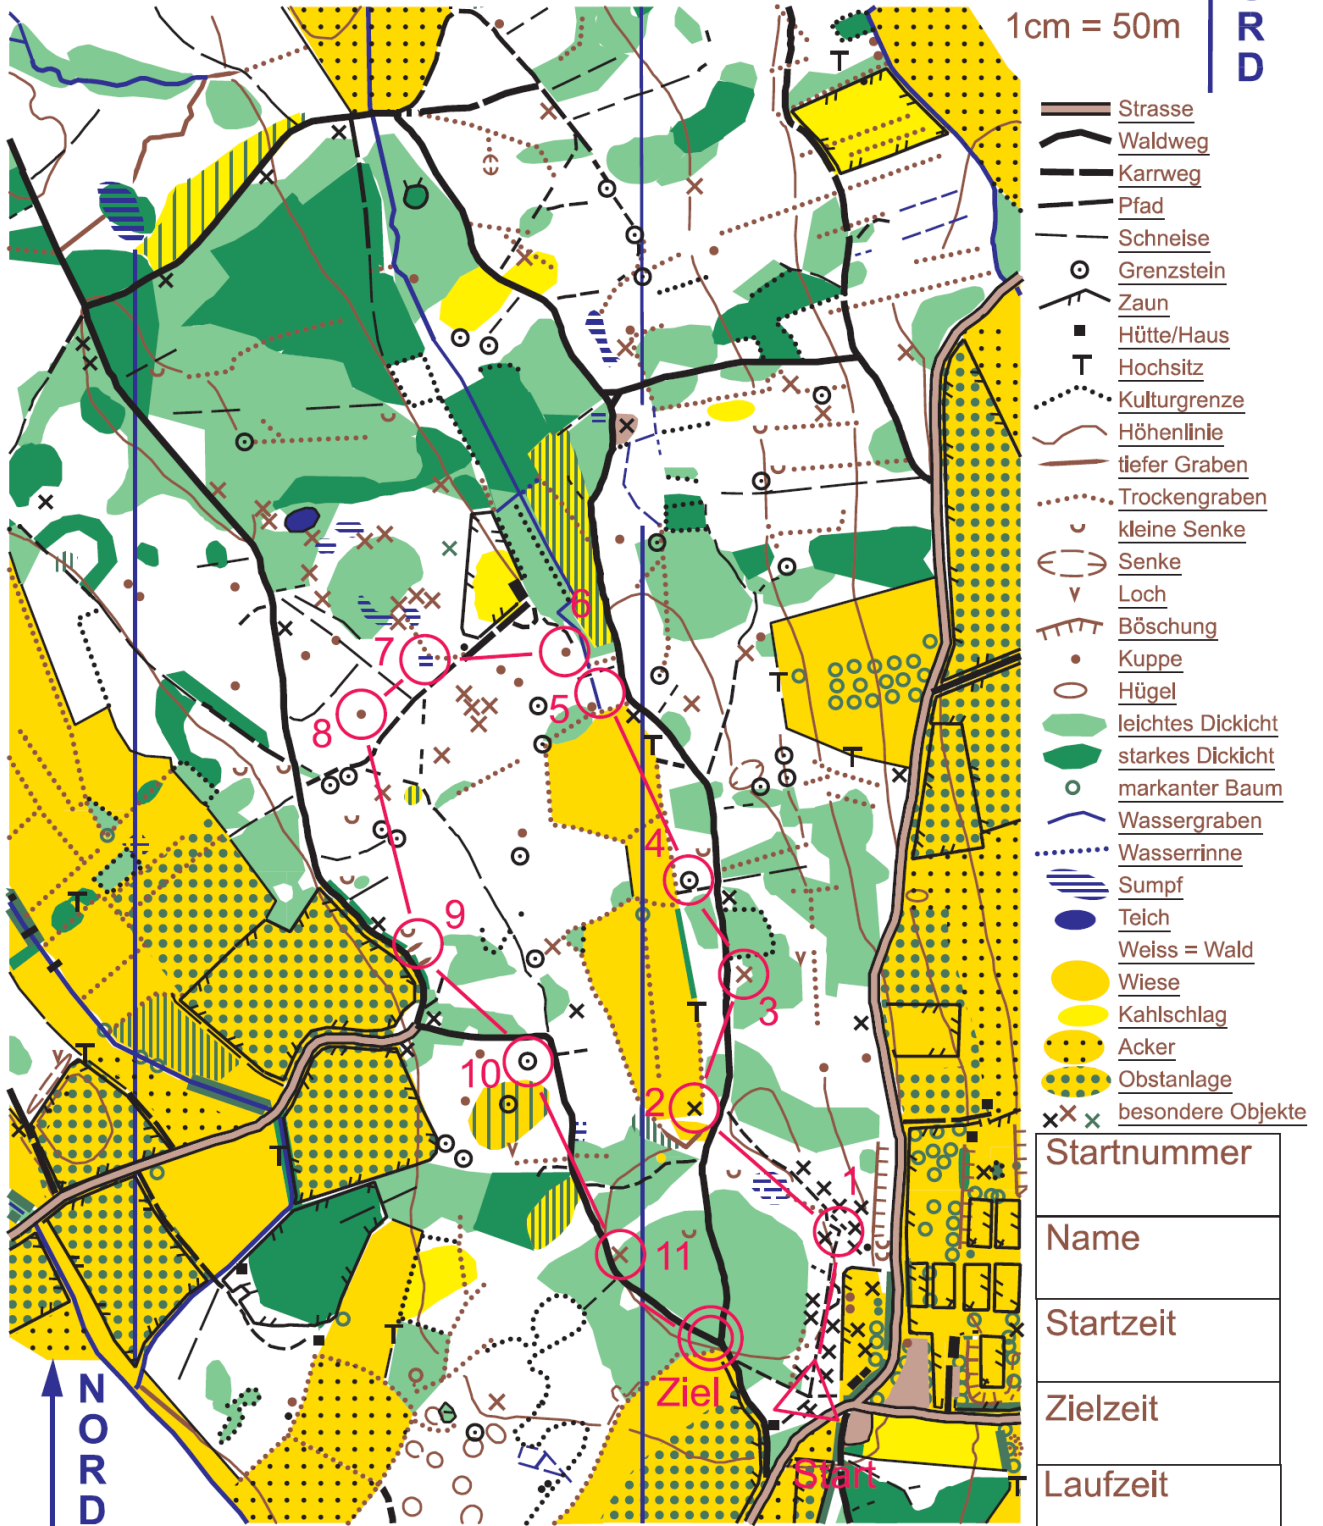 1cm = 50m
O
R
D
Strasse
Waldweg
Karrweg
Pfad
Schneise
Grenzstein
Zaun
Hütte/Haus
Hochsitz
Kulturgrenze
Höhenlinie
tiefer Graben
Trockengraben
kleine Senke
Senke
Loch
Böschung
Kuppe
Hügel
leichtes Dickicht
starkes Dickicht
markanter Baum
Wassergraben
Wasserrinne
Sumpf
Teich
Weiss = Wald
Wiese
Kahlschlag
Acker
Obstanlage
besondere Objekte
Startnummer
Name
Startzeit
Zielzeit
Laufzeit
6
7
5
8
4
9
3
10
2
1
11
Ziel
Start
N
O
R
D